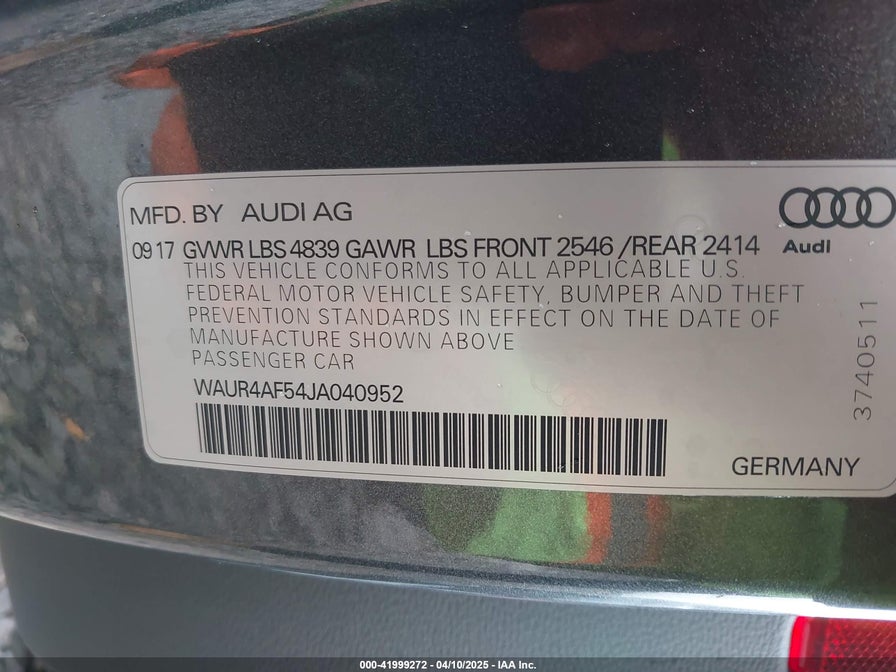 MFD. BY AUDI AG
09 17 GVWR LBS 4839 GAWR LBS FRONT 2546 /REAR 2414
Audi
THIS VEHICLE CONFORMS TO ALL APPLICABLE U.S.
FEDERAL MOTOR VEHICLE SAFETY, BUMPER AND THEFT
PREVENTION STANDARDS IN EFFECT ON THE DATE OF
MANUFACTURE SHOWN ABOVE
PASSENGER CAR
3740511
WAUR4AF54JA040952
GERMANY
000-41999272 - 04/10/2025 - IAA Inc.